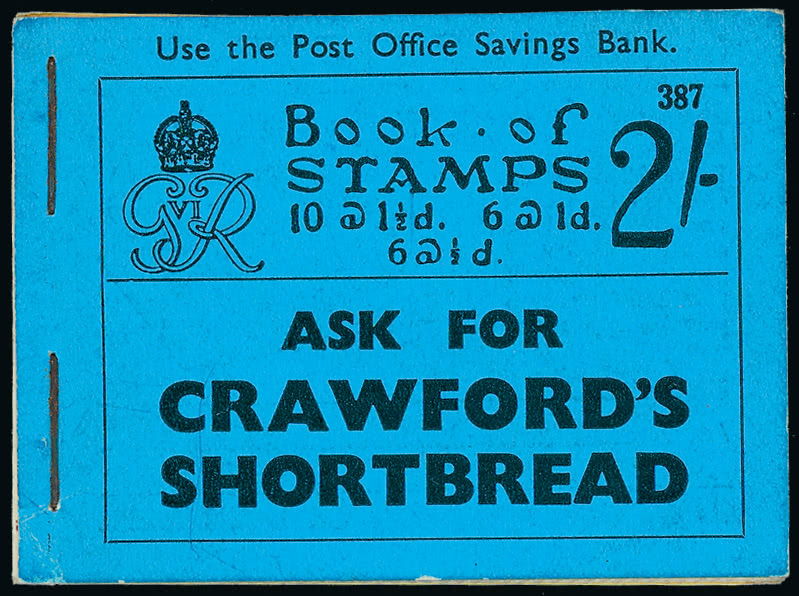 Use the Post Office Savings Bank.
387
Book · of
STAMPS
2/-
10 @ 1½d. 6 @ 1d.
6 @ ½d.
G VI R
ASK FOR
CRAWFORD'S
SHORTBREAD